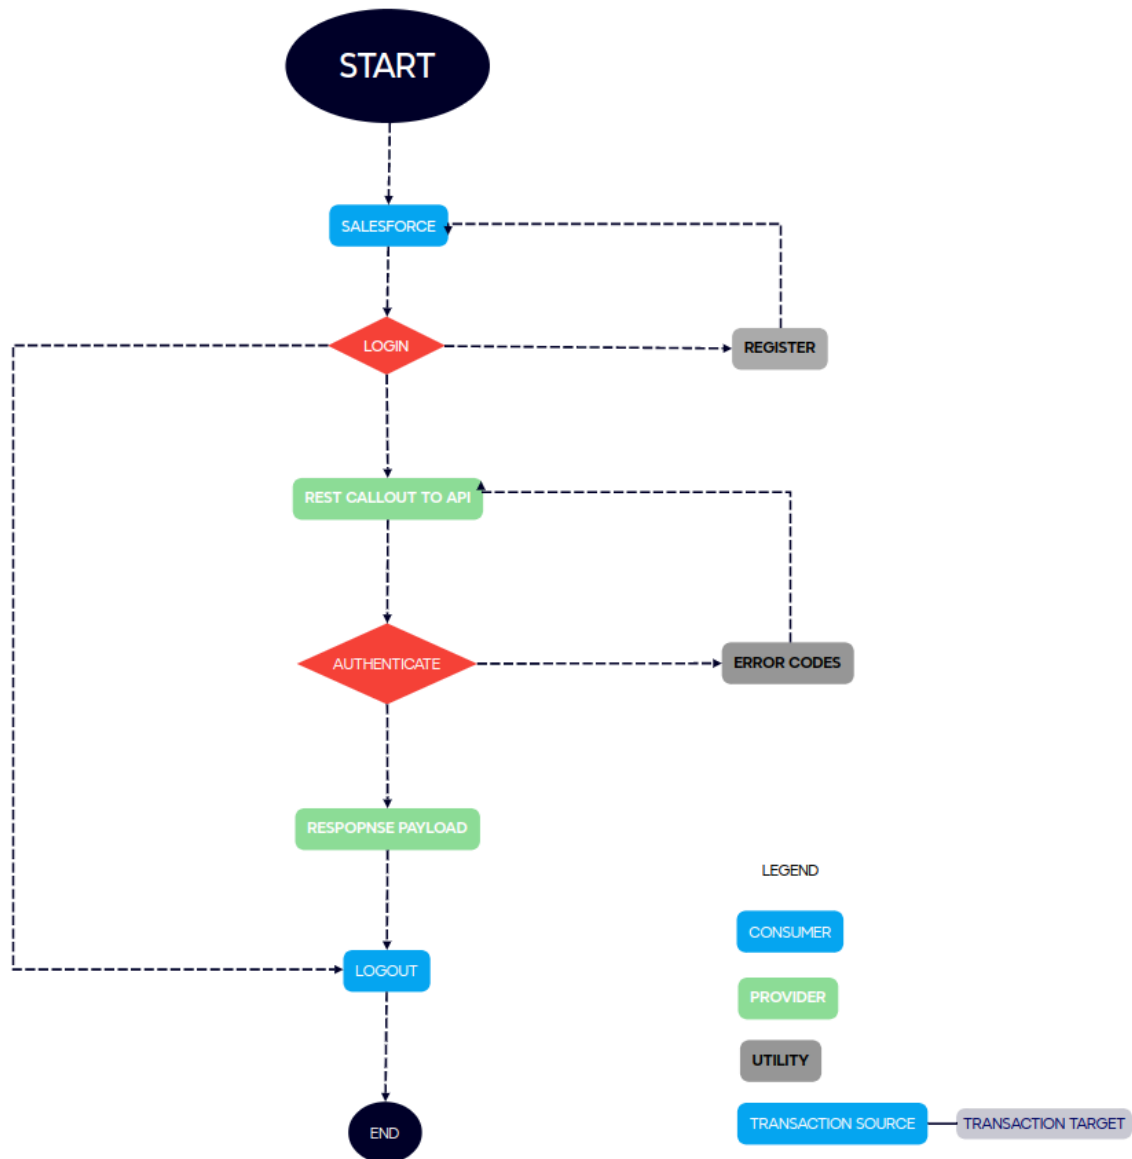 START
SALESFORCE
LOGIN
REGISTER
REST CALLOUT TO API
AUTHENTICATE
ERROR CODES
RESPOPNSE PAYLOAD
LEGEND
CONSUMER
LOGOUT
PROVIDER
UTILITY
TRANSACTION SOURCE
TRANSACTION TARGET
END